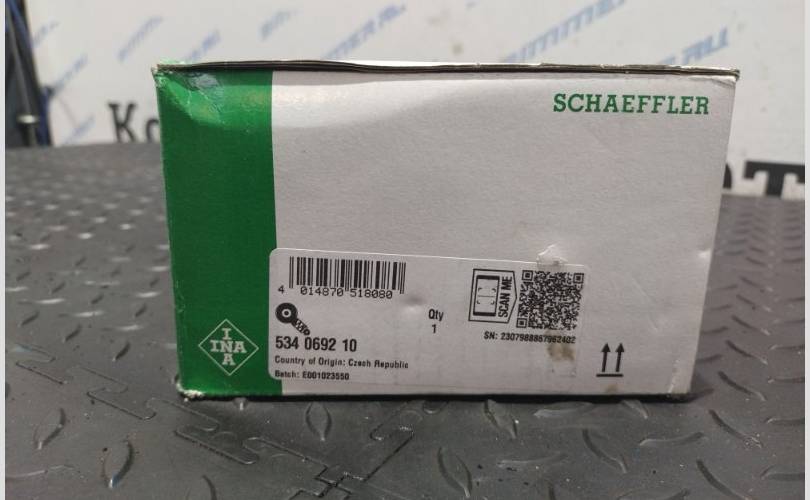 SCHAEFFLER
4 014870 518080
Qty
1
SCAN ME
534 0692 10
SN: 2307988867962402
Country of Origin: Czech Republic
Batch: E001023550
INA
INA